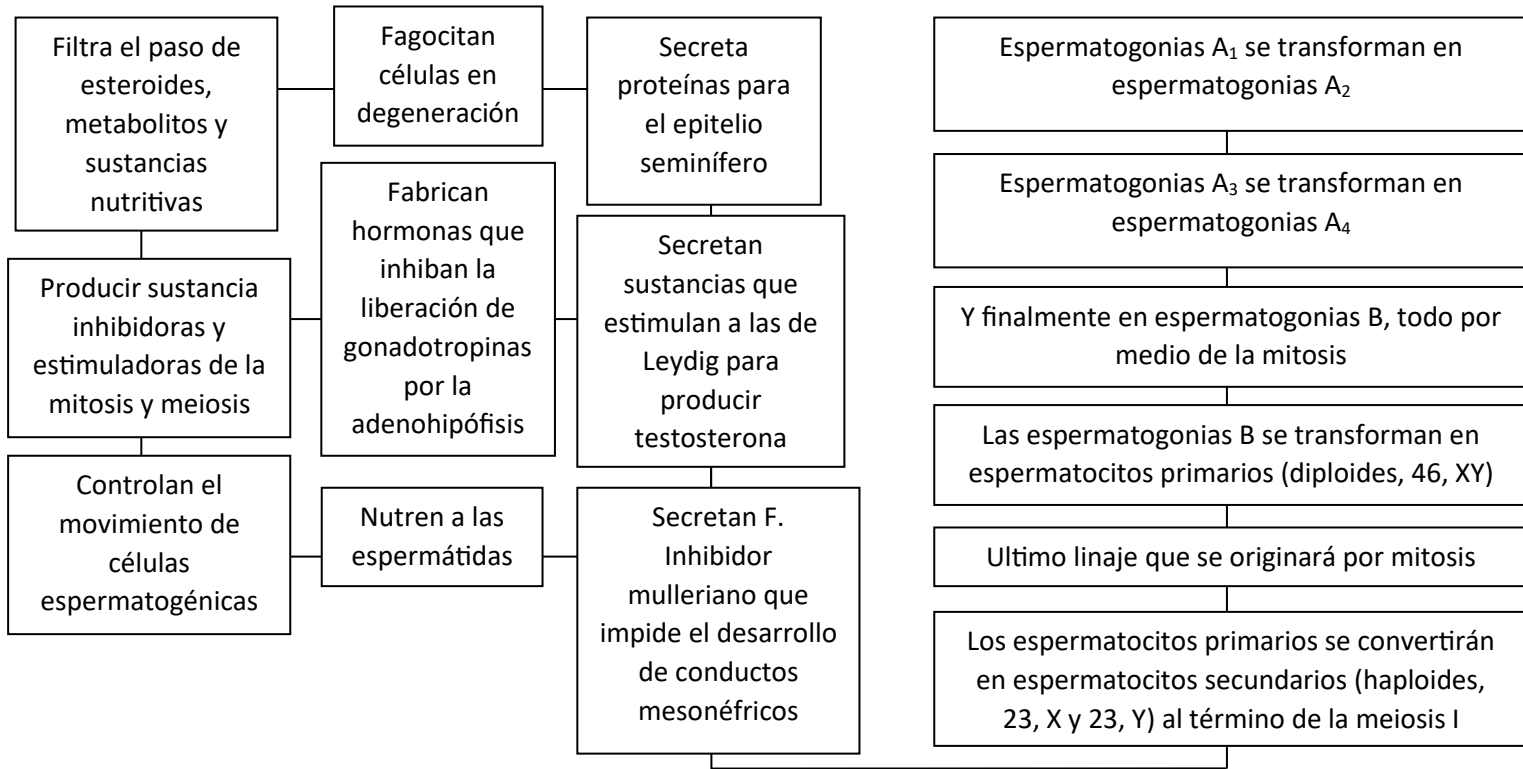 Filtra el paso de
esteroides,
metabolitos y
sustancias
nutritivas
Fagocitan
células en
degeneración
Secreta
proteínas para
el epitelio
seminífero
Producir sustancia
inhibidoras y
estimuladoras de la
mitosis y meiosis
Fabrican
hormonas que
inhiban la
liberación de
gonadotropinas
por la
adenohipófisis
Secretan
sustancias que
estimulan a las de
Leydig para
producir
testosterona
Controlan el
movimiento de
células
espermatogénicas
Nutren a las
espermátidas
Secretan F.
Inhibidor
mulleriano que
impide el desarrollo
de conductos
mesonéfricos
Espermatogonias A₁ se transforman en
espermatogonias A₂
Espermatogonias A₃ se transforman en
espermatogonias A₄
Y finalmente en espermatogonias B, todo por
medio de la mitosis
Las espermatogonias B se transforman en
espermatocitos primarios (diploides, 46, XY)
Ultimo linaje que se originará por mitosis
Los espermatocitos primarios se convertirán
en espermatocitos secundarios (haploides,
23, X y 23, Y) al término de la meiosis I